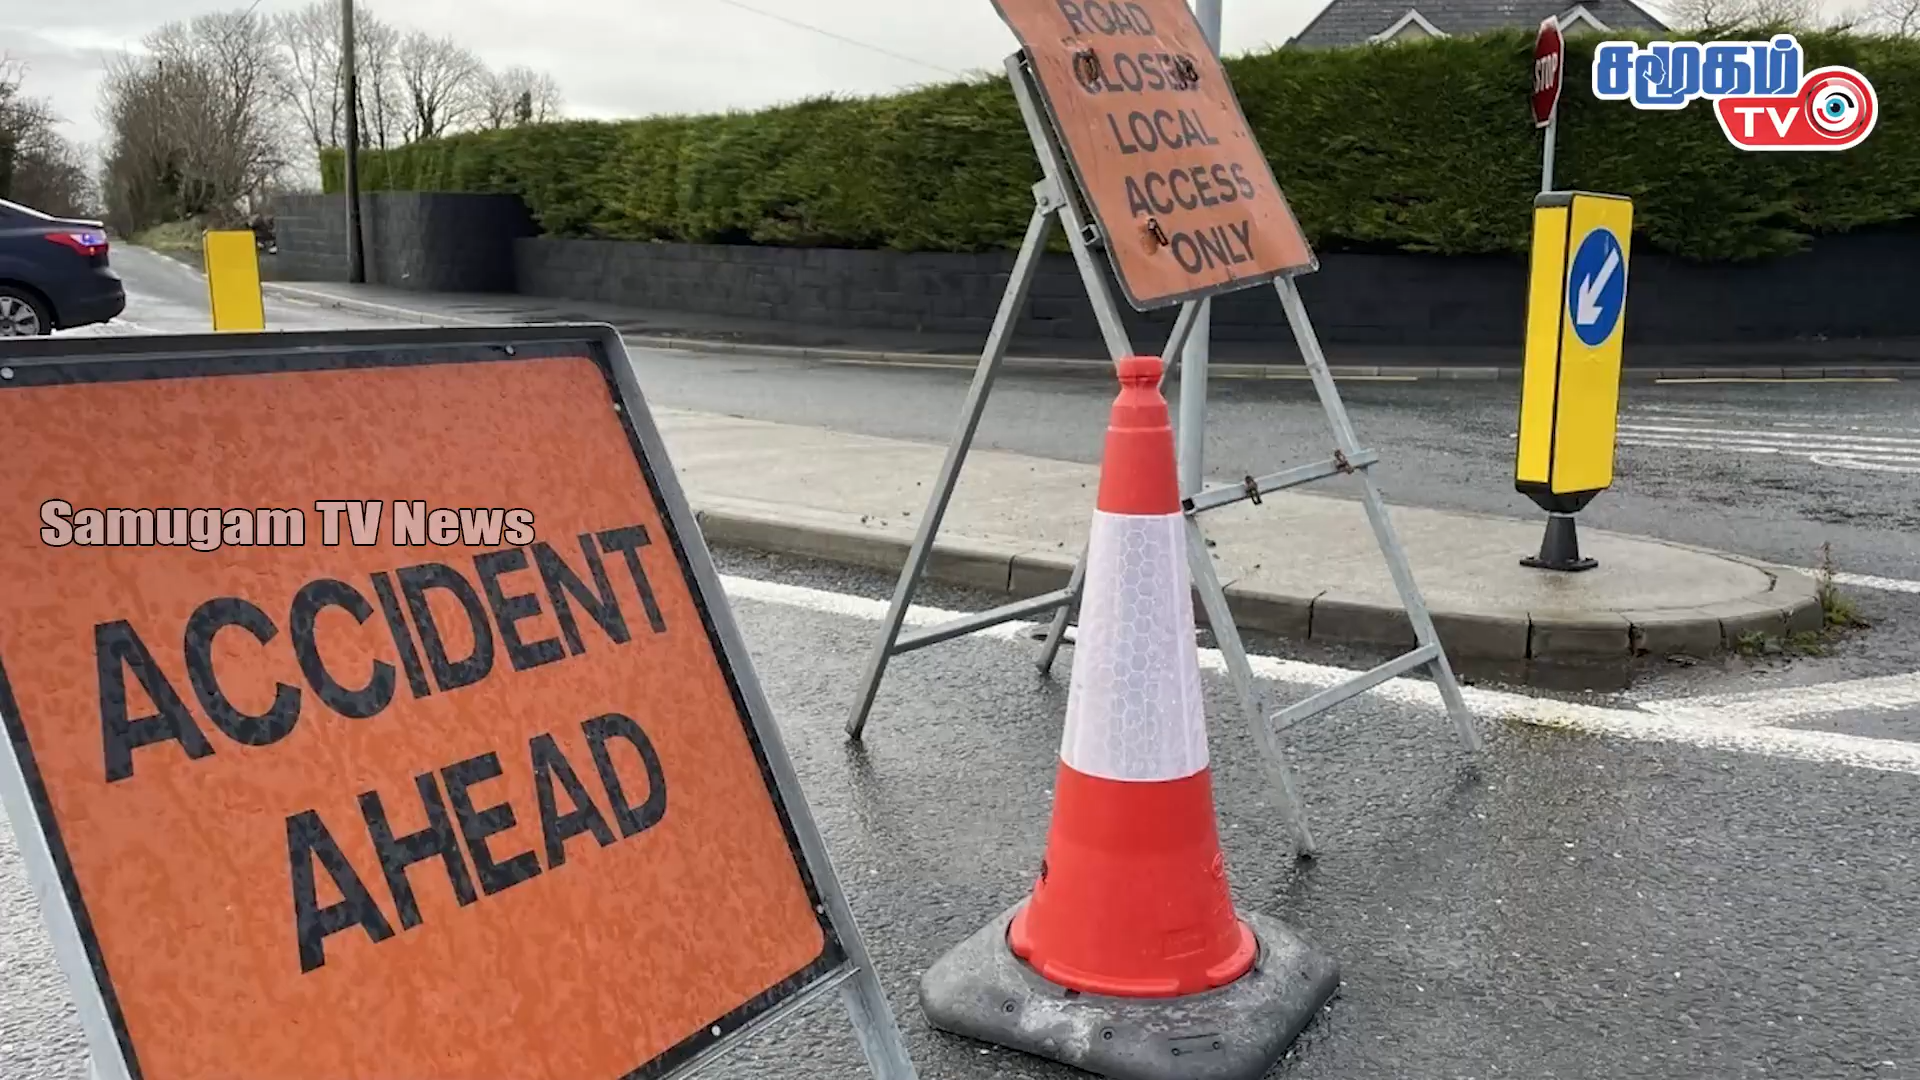 ROAD
CLOSED
LOCAL
ACCESS
ONLY
STOP
சமூகம்
TV
Samugam TV News
ACCIDENT
AHEAD